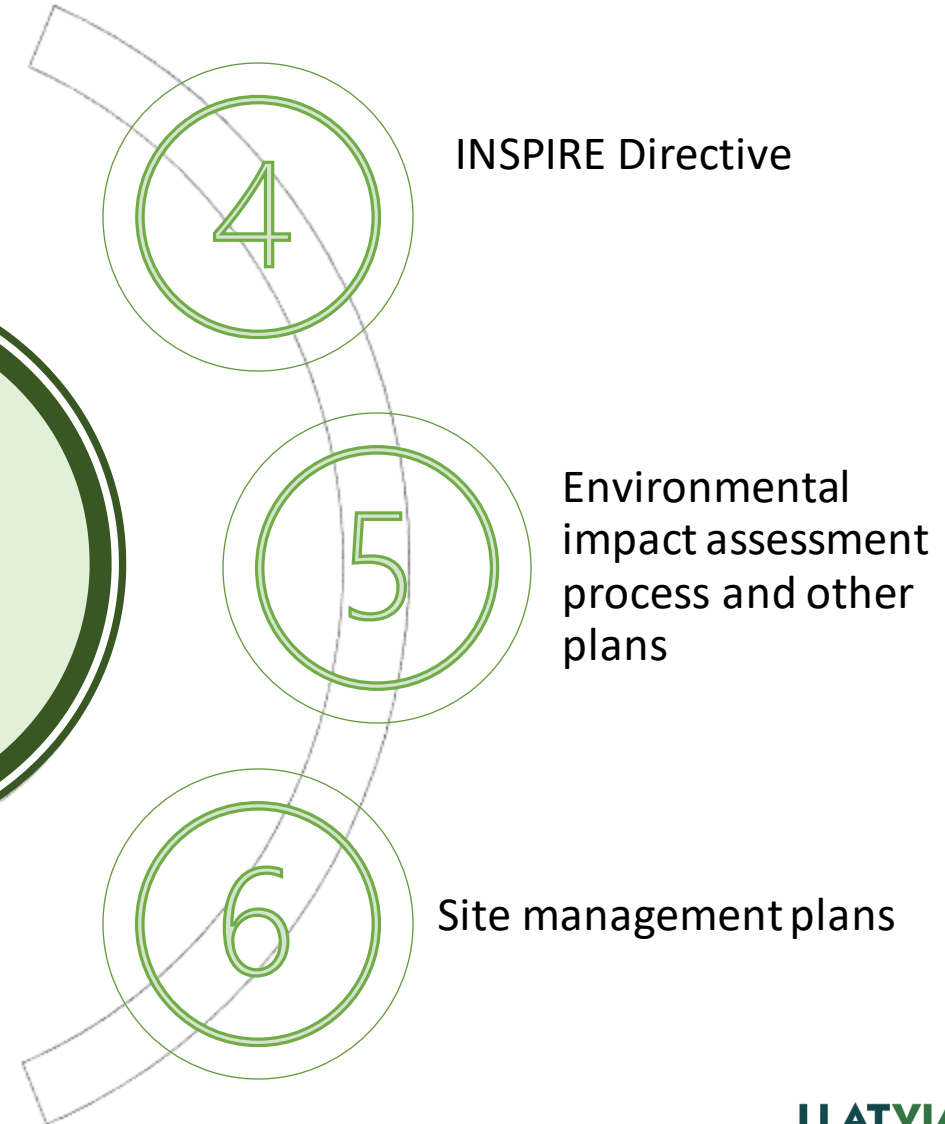 4
INSPIRE Directive
5
Environmental
impact assessment
process and other
plans
6
Site management plans